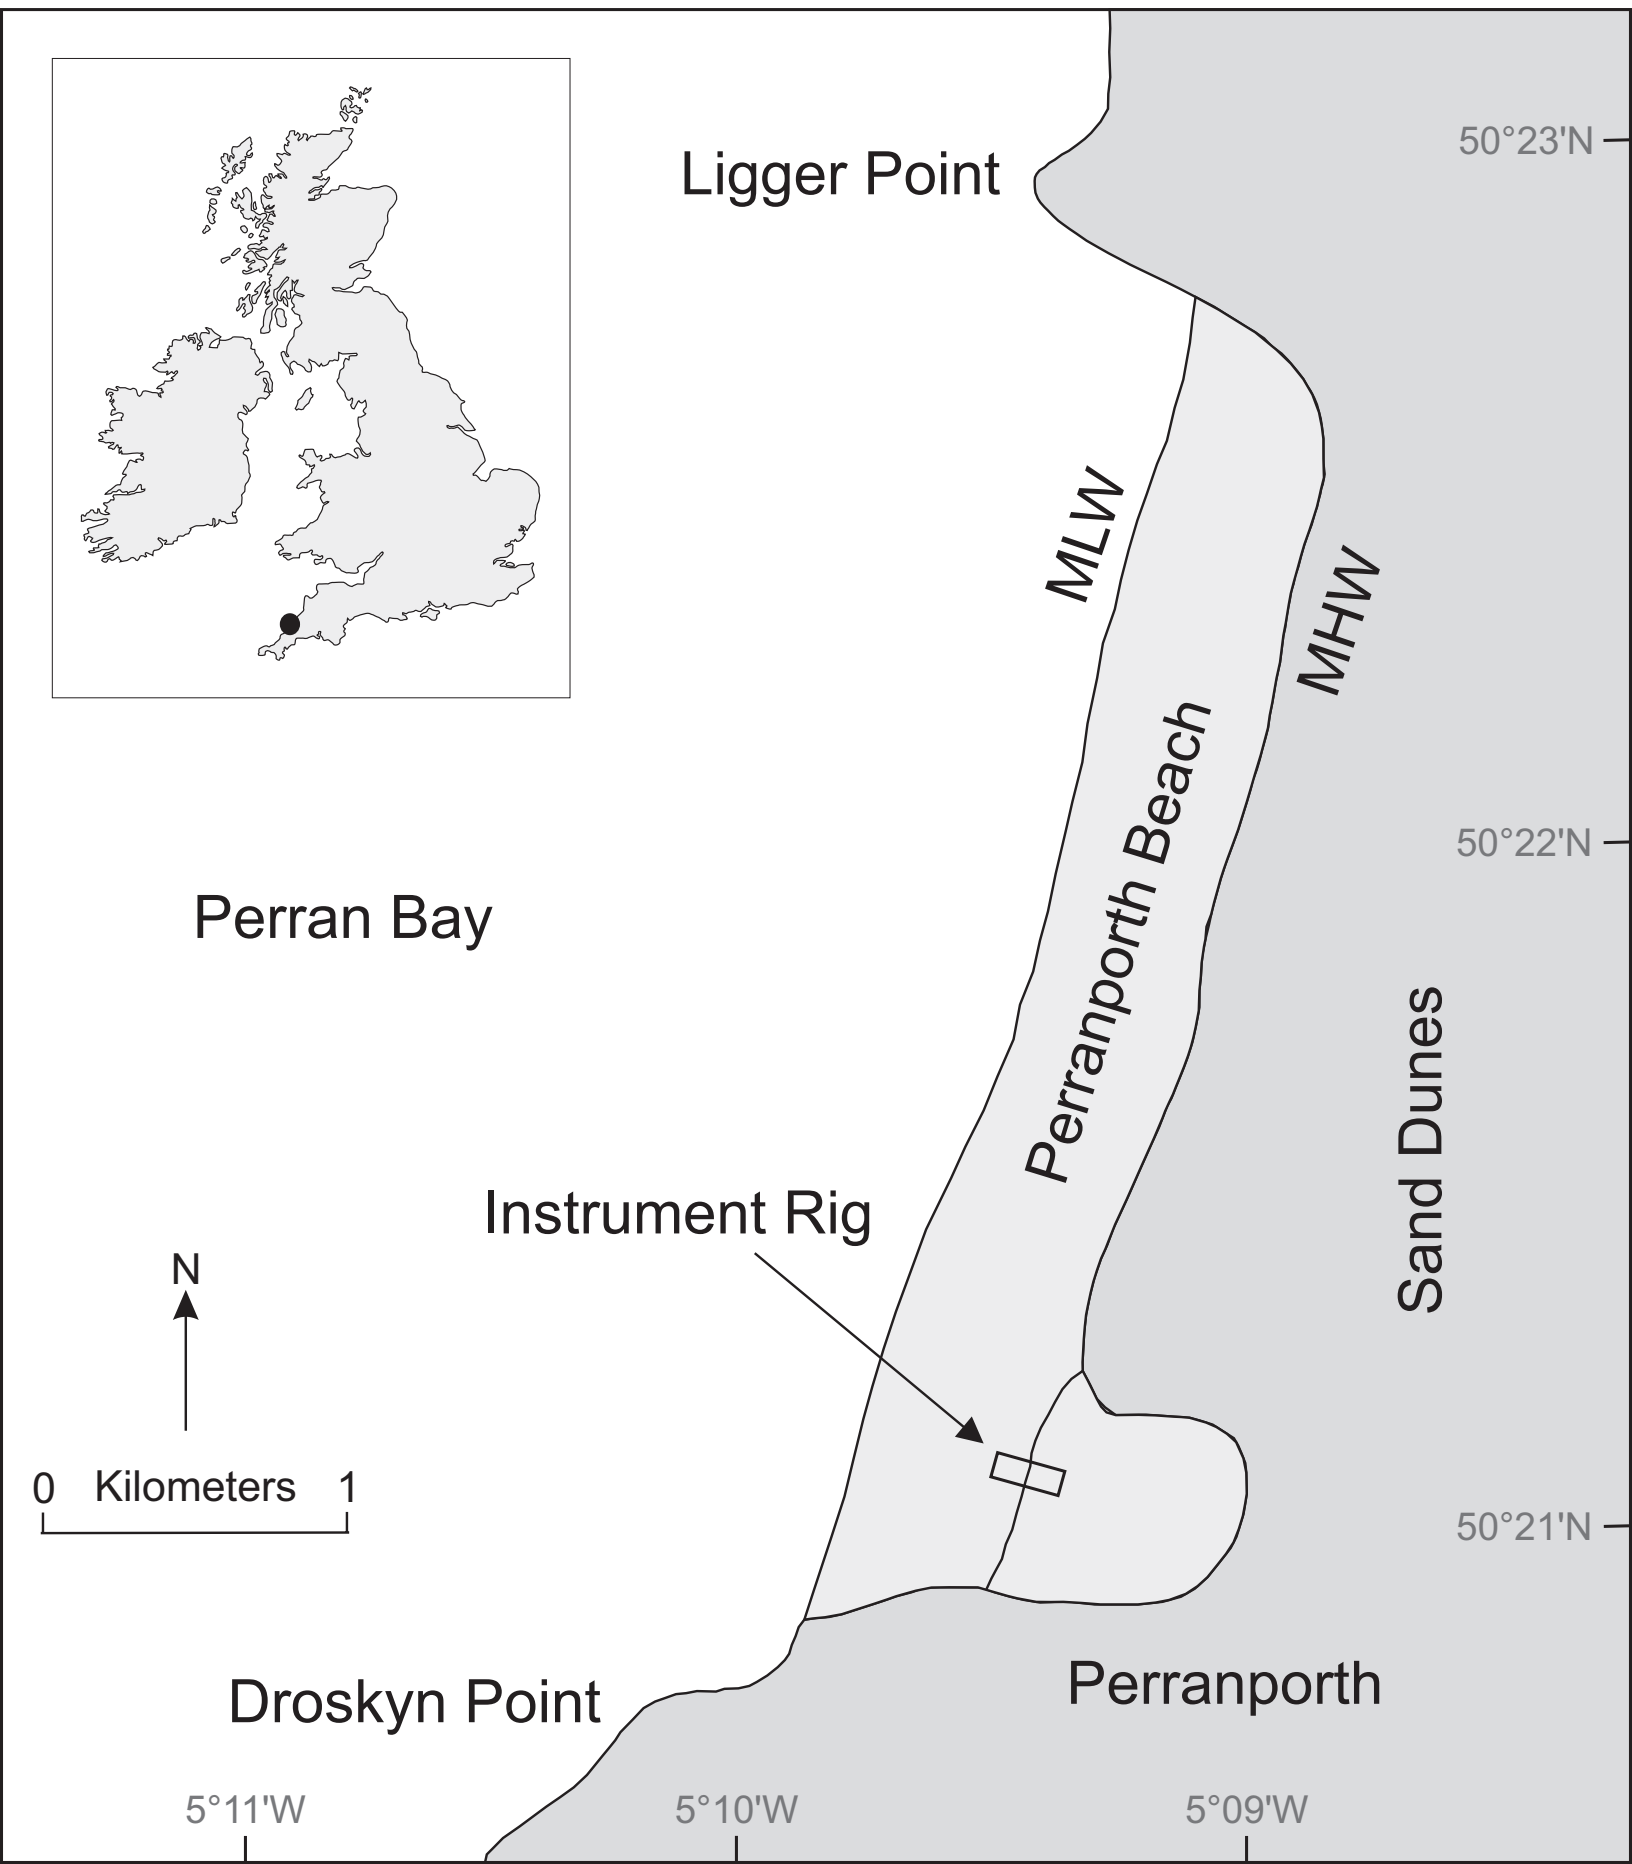 50°23'N
Ligger Point
MLW
MHW
Perranporth Beach
50°22'N
Perran Bay
Sand Dunes
Instrument Rig
N
0 Kilometers 1
50°21'N
Perranporth
Droskyn Point
5°11'W
5°10'W
5°09'W